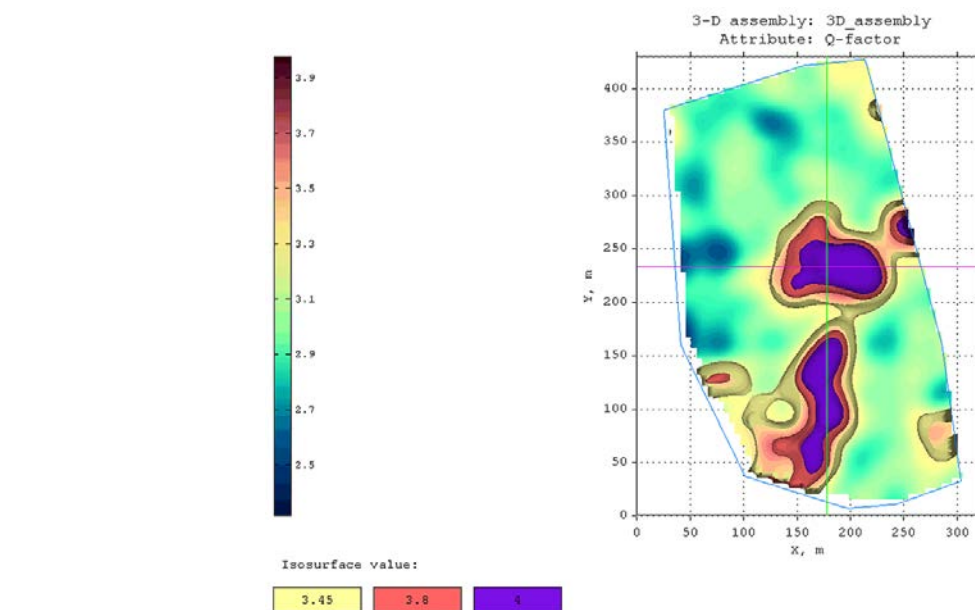 3-D assembly: 3D_assembly
Attribute: Q-factor
3.9
3.7
3.5
3.3
3.1
2.9
2.7
2.5
400
350
300
250
200
150
100
50
0
Y, m
0 50 100 150 200 250 300
X, m
Isosurface value:
3.45 3.8 4